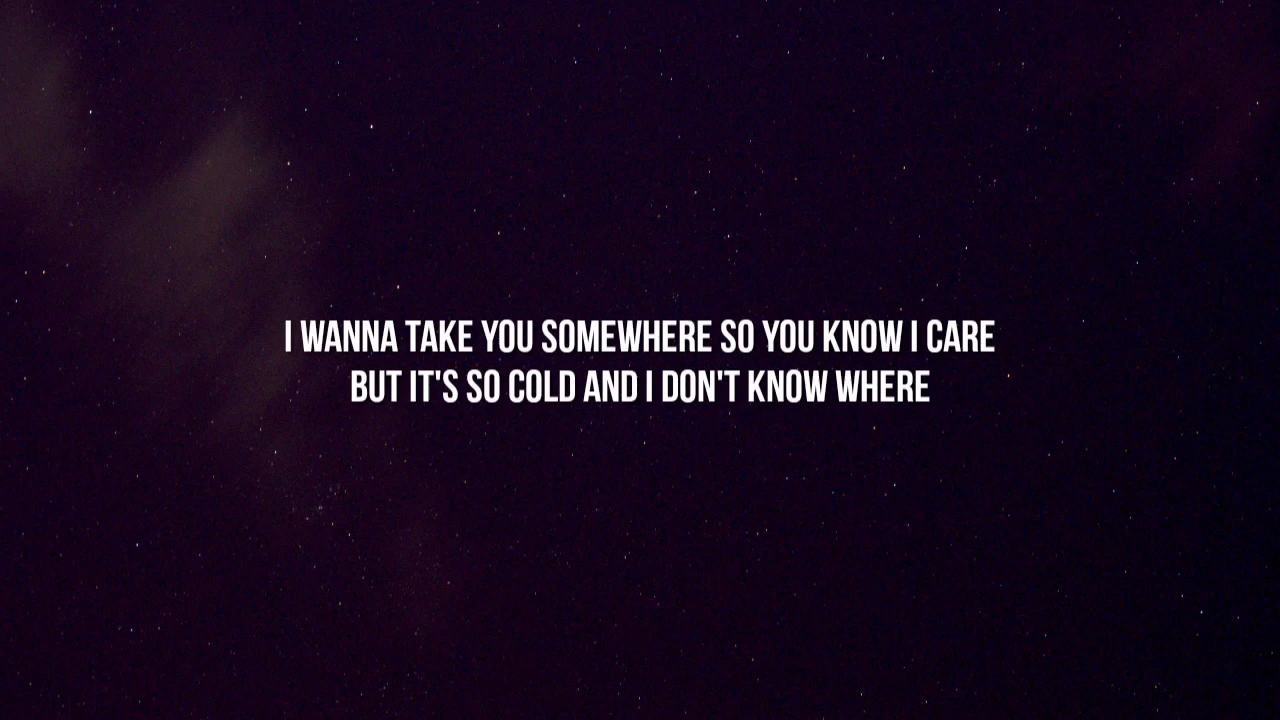 I WANNA TAKE YOU SOMEWHERE SO YOU KNOW I CARE
BUT IT'S SO COLD AND I DON'T KNOW WHERE